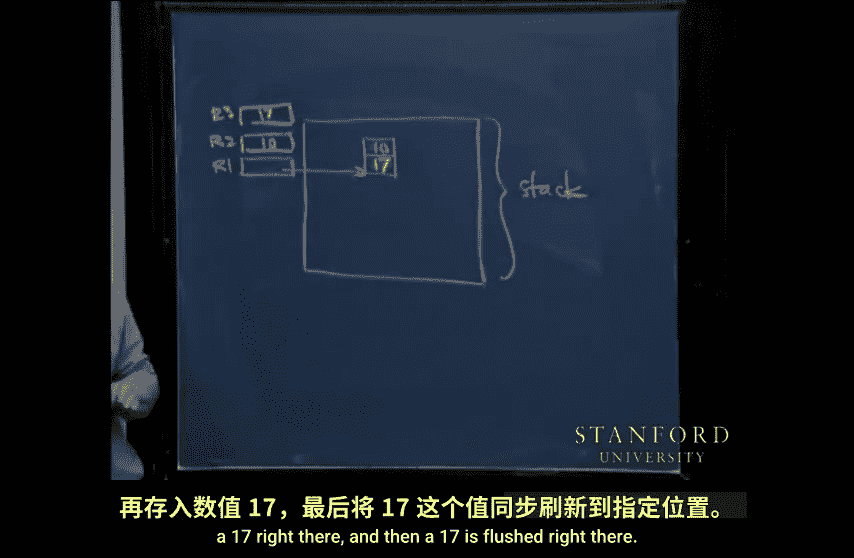 R3 17
R2 10
R1
10
17
stack
STANFORD
UNIVERSITY
再存入数值 17，最后将 17 这个值同步刷新到指定位置。
a 17 right there, and then a 17 is flushed right there.